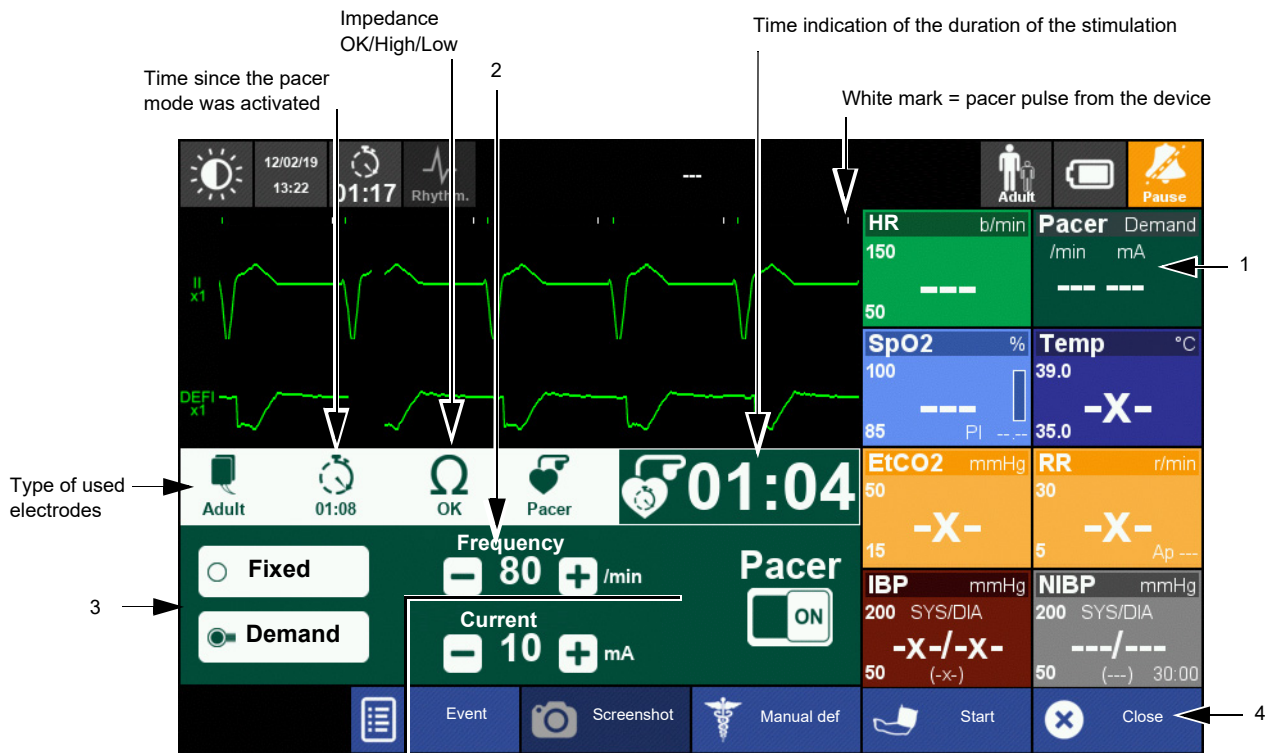 Impedance
OK/High/Low
Time indication of the duration of the stimulation
2
Time since the pacer
mode was activated
White mark = pacer pulse from the device
12/02/19
13:22
01:17
Rhythm.
---
Adult
Pause
HR b/min
150
---
50
Pacer Demand
/min mA
--- ---
1
II
x1
SpO2 %
100
---
85 PI --.--
Temp °C
39.0
-x-
35.0
DEFI
x1
Type of used
electrodes
Adult
01:08
Ω
OK
Pacer
01:04
EtCO2 mmHg
50
-x-
15
RR r/min
30
-x-
5 Ap ---
3
Fixed
Demand
Frequency
80 /min
Current
10 mA
Pacer
ON
IBP mmHg
200 SYS/DIA
-x-/-x-
50 (-x-)
NIBP mmHg
200 SYS/DIA
---/---
50 (---) 30:00
Event
Screenshot
Manual def
Start
Close
4